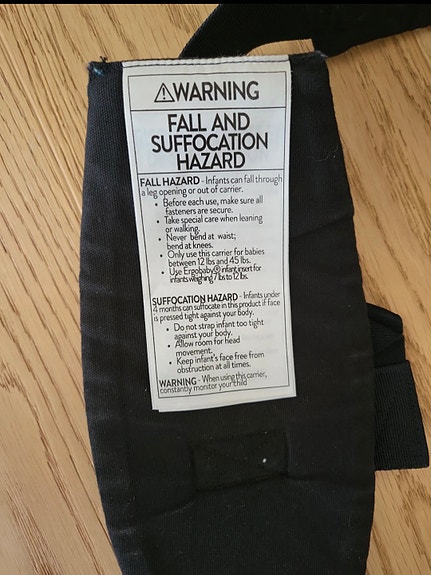 ⚠WARNING
FALL AND
SUFFOCATION
HAZARD
FALL HAZARD - Infants can fall through
a leg opening or out of carrier.
• Before each use, make sure all
fasteners are secure.
• Take special care when leaning
or walking.
• Never bend at waist;
bend at knees.
• Only use this carrier for babies
between 12 lbs and 45 lbs.
• Use Ergobaby® infant insert for
infants weighing 7 lbs to 12 lbs.
SUFFOCATION HAZARD - Infants under
4 months can suffocate in this product if face
is pressed tight against your body.
• Do not strap infant too tight
against your body.
• Allow room for head
movement.
• Keep infant's face free from
obstruction at all times.
WARNING - When using this carrier,
constantly monitor your child